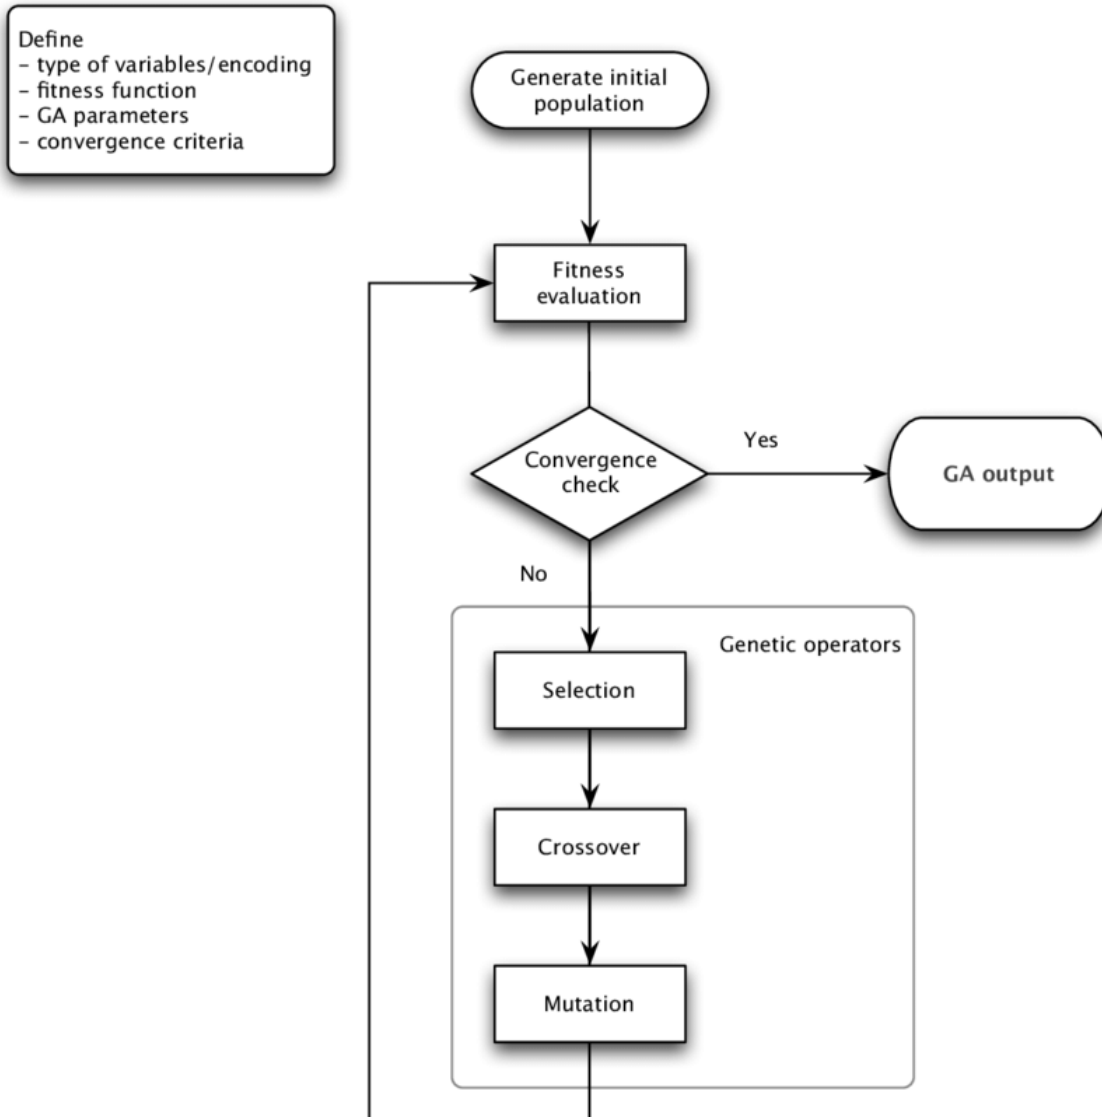 Define
– type of variables/encoding
– fitness function
– GA parameters
– convergence criteria
Generate initial
population
Fitness
evaluation
Convergence
check
Yes
GA output
No
Genetic operators
Selection
Crossover
Mutation